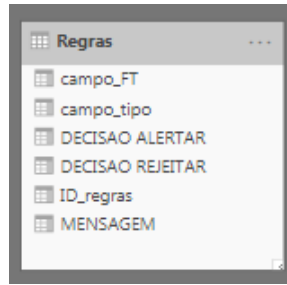 Regras
campo_FT
campo_tipo
DECISAO ALERTAR
DECISAO REJEITAR
ID_regras
MENSAGEM